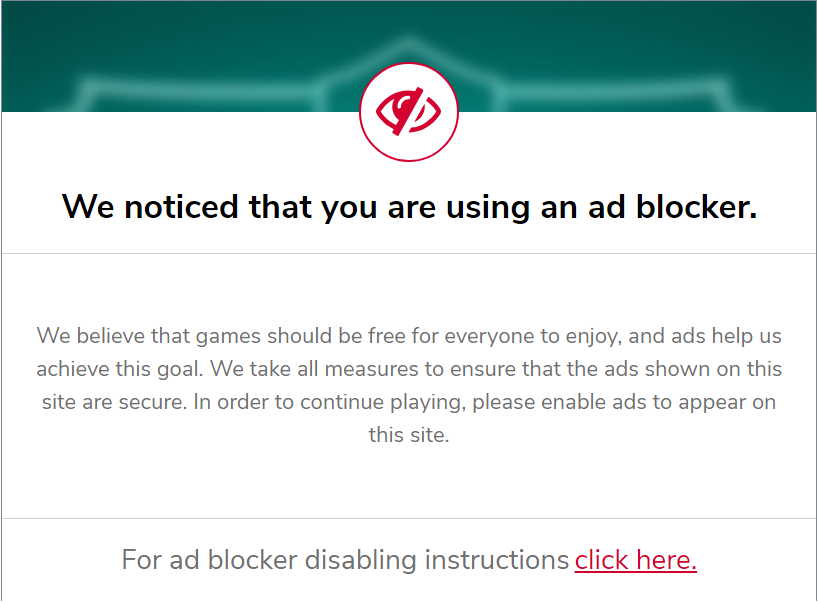 We noticed that you are using an ad blocker.
We believe that games should be free for everyone to enjoy, and ads help us
achieve this goal. We take all measures to ensure that the ads shown on this
site are secure. In order to continue playing, please enable ads to appear on
this site.
For ad blocker disabling instructions click here.